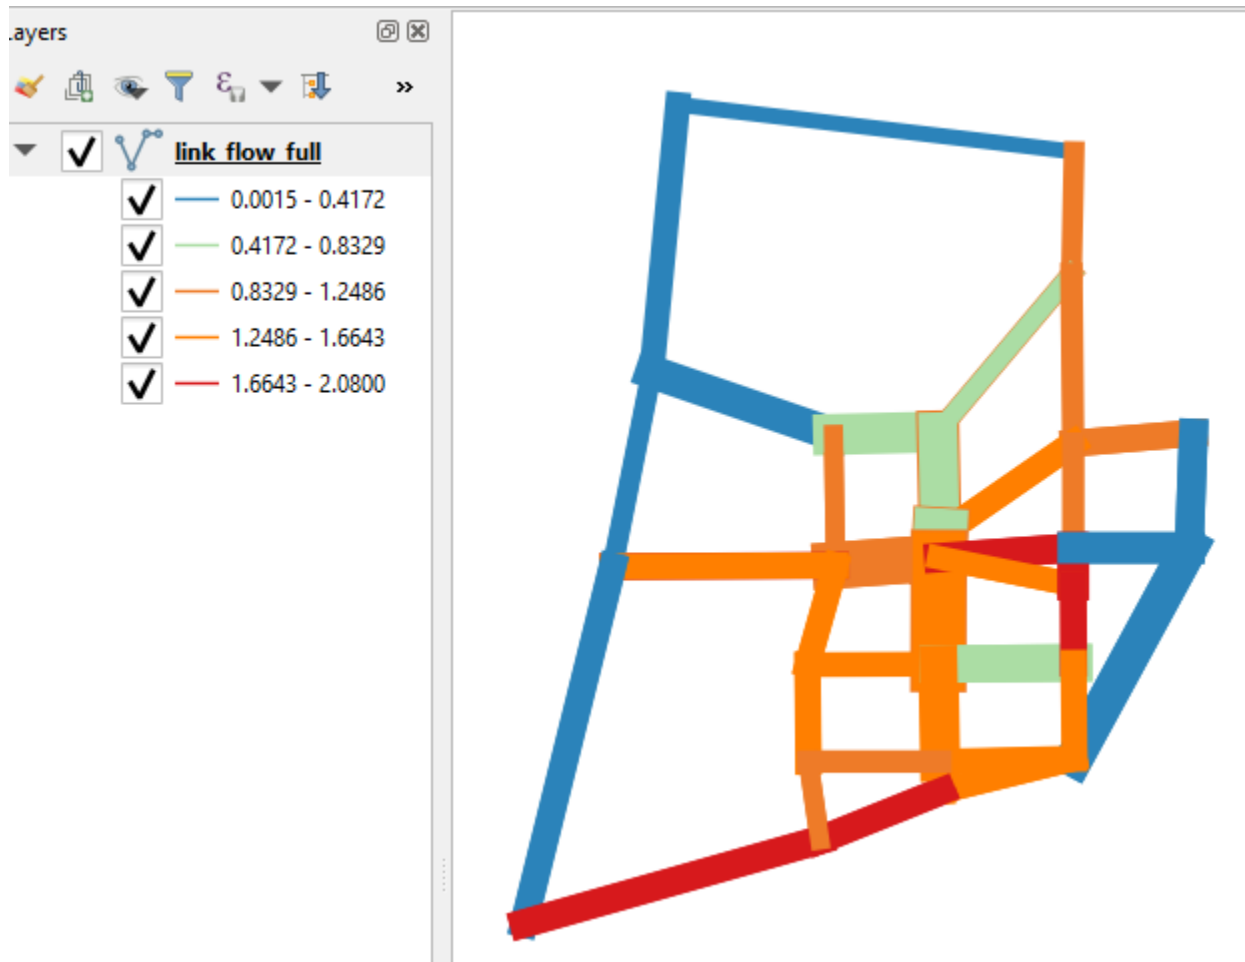 .ayers
»
link_flow_full
0.0015 - 0.4172
0.4172 - 0.8329
0.8329 - 1.2486
1.2486 - 1.6643
1.6643 - 2.0800